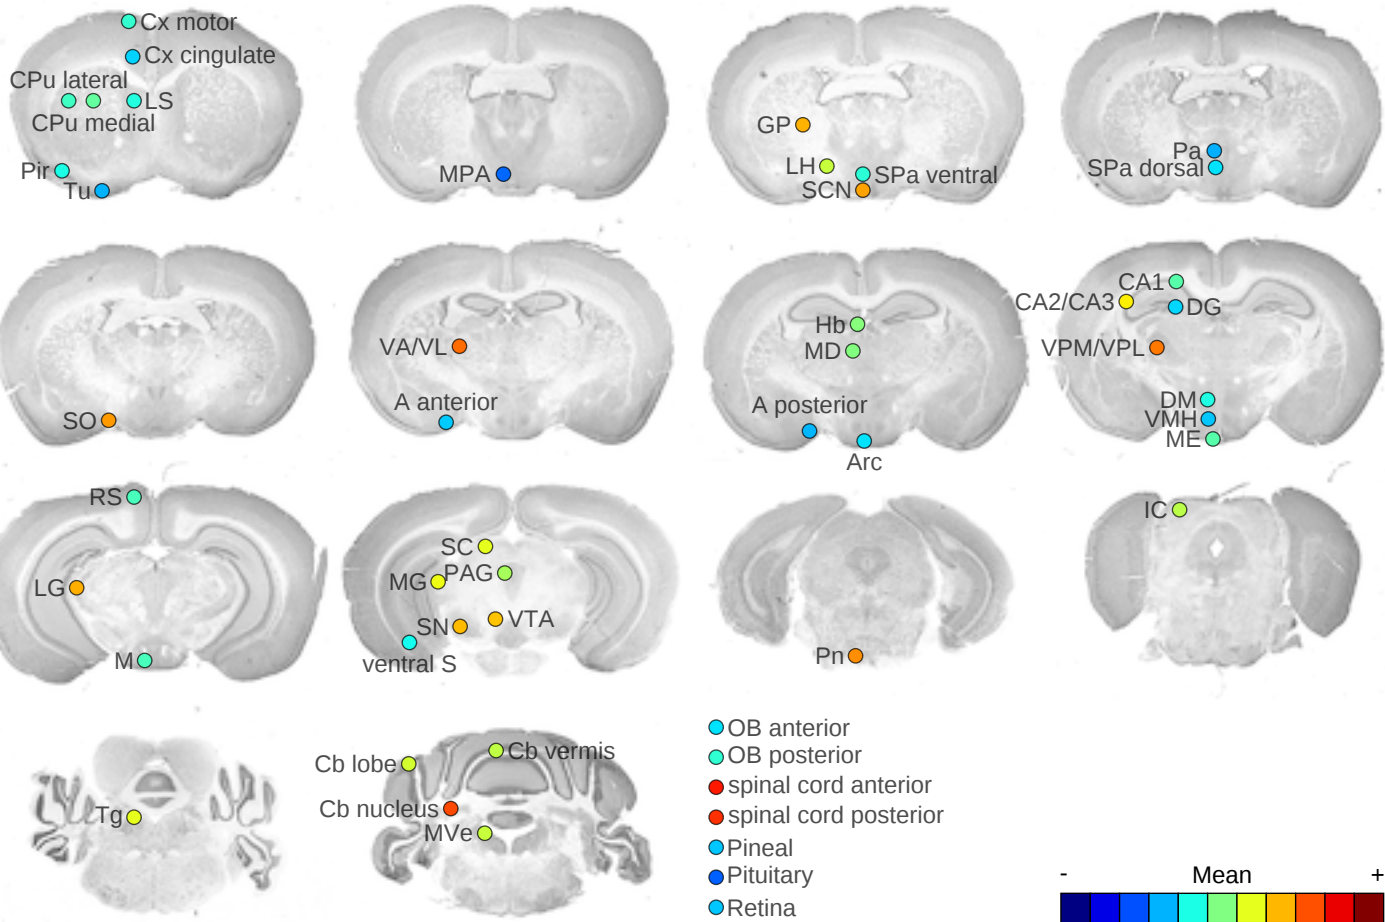 Cx motor
Cx cingulate
CPu lateral
LS
CPu medial
Pir
Tu
MPA
GP
LH
SPa ventral
SCN
Pa
SPa dorsal
SO
VA/VL
A anterior
Hb
MD
A posterior
Arc
CA1
CA2/CA3
DG
VPM/VPL
DM
VMH
ME
RS
LG
M
SC
MG
PAG
SN
VTA
ventral S
Pn
IC
Tg
Cb lobe
Cb vermis
Cb nucleus
MVe
OB anterior
OB posterior
spinal cord anterior
spinal cord posterior
Pineal
Pituitary
Retina
- Mean +